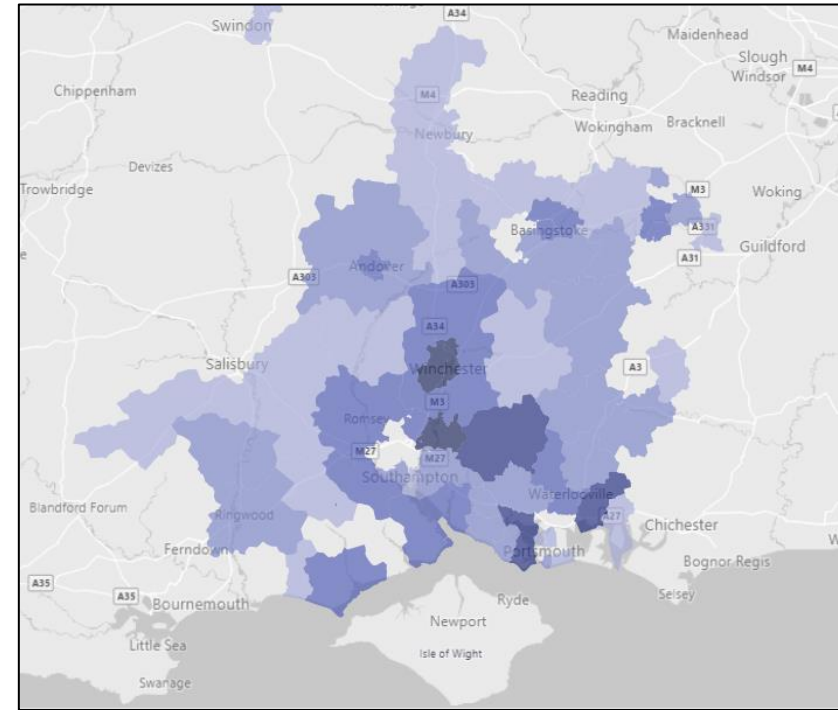 A34
Swindon
Maidenhead
Slough
M4
Windsor
Chippenham
M4
Reading
Newbury
Wokingham
Bracknell
Devizes
Trowbridge
M3
Woking
Basingstoke
A331
Guildford
Andover
A31
A303
A303
A34
Salisbury
Winchester
A3
M3
Romsey
M27
M27
Southampton
Waterlooville
Blandford Forum
Ringwood
A27
Chichester
Ferndown
Portsmouth
Bognor Regis
A35
Selsey
A35
Bournemouth
Ryde
Newport
Little Sea
Isle of Wight
Swanage